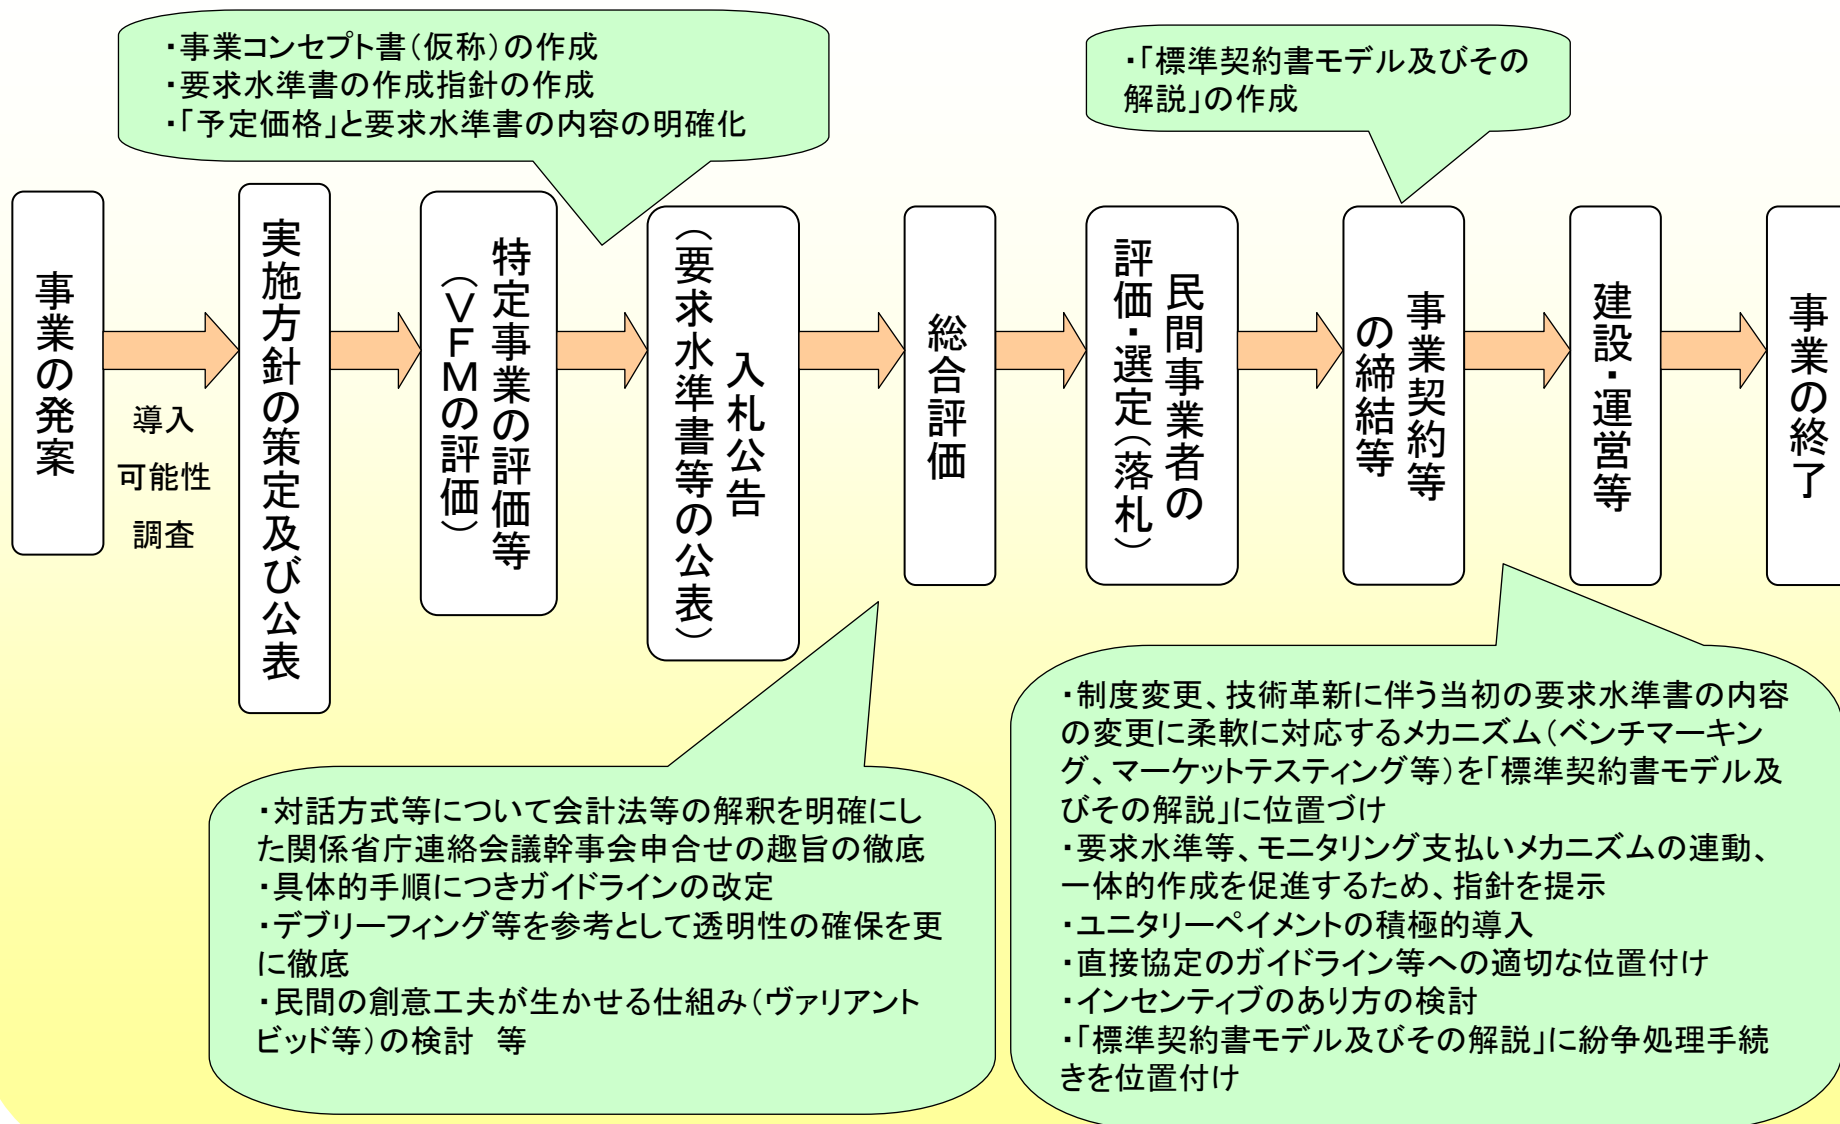 ・事業コンセプト書（仮称）の作成
・要求水準書の作成指針の作成
・「予定価格」と要求水準書の内容の明確化
・「標準契約書モデル及びその
解説」の作成
事業の発案
導入
可能性
調査
実施方針の策定及び公表
特定事業の評価等
（ＶＦＭの評価）
入札公告
（要求水準書等の公表）
総合評価
民間事業者の
評価・選定（落札）
事業契約等
の締結等
建設・運営等
事業の終了
・対話方式等について会計法等の解釈を明確にし
た関係省庁連絡会議幹事会申合せの趣旨の徹底
・具体的手順につきガイドラインの改定
・デブリーフィング等を参考として透明性の確保を更
に徹底
・民間の創意工夫が生かせる仕組み（ヴァリアント
ビッド等）の検討　等
・制度変更、技術革新に伴う当初の要求水準書の内容
の変更に柔軟に対応するメカニズム（ベンチマーキン
グ、マーケットテスティング等）を「標準契約書モデル及
びその解説」に位置づけ
・要求水準等、モニタリング支払いメカニズムの連動、
一体的作成を促進するため、指針を提示
・ユニタリーペイメントの積極的導入
・直接協定のガイドライン等への適切な位置付け
・インセンティブのあり方の検討
・「標準契約書モデル及びその解説」に紛争処理手続
きを位置付け